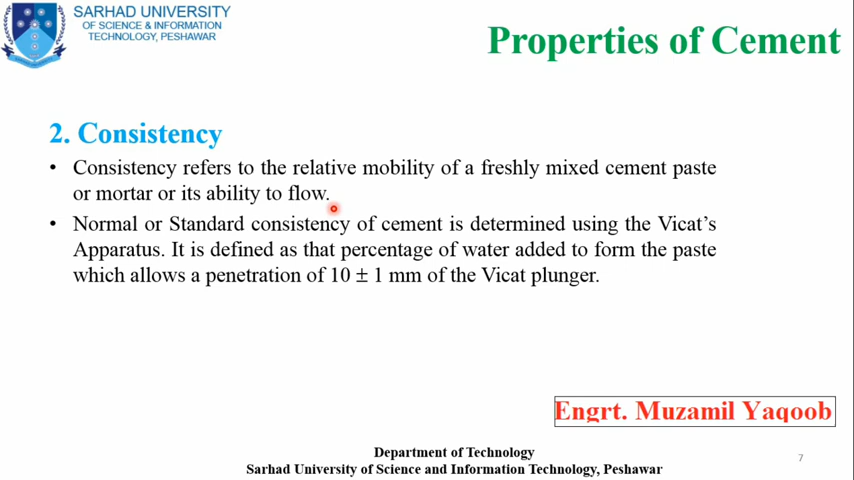 SARHAD UNIVERSITY
OF SCIENCE & INFORMATION
TECHNOLOGY, PESHAWAR
Properties of Cement
2. Consistency
• Consistency refers to the relative mobility of a freshly mixed cement paste
or mortar or its ability to flow.
• Normal or Standard consistency of cement is determined using the Vicat's
Apparatus. It is defined as that percentage of water added to form the paste
which allows a penetration of 10 ± 1 mm of the Vicat plunger.
Engrt. Muzamil Yaqoob
Department of Technology
Sarhad University of Science and Information Technology, Peshawar
7